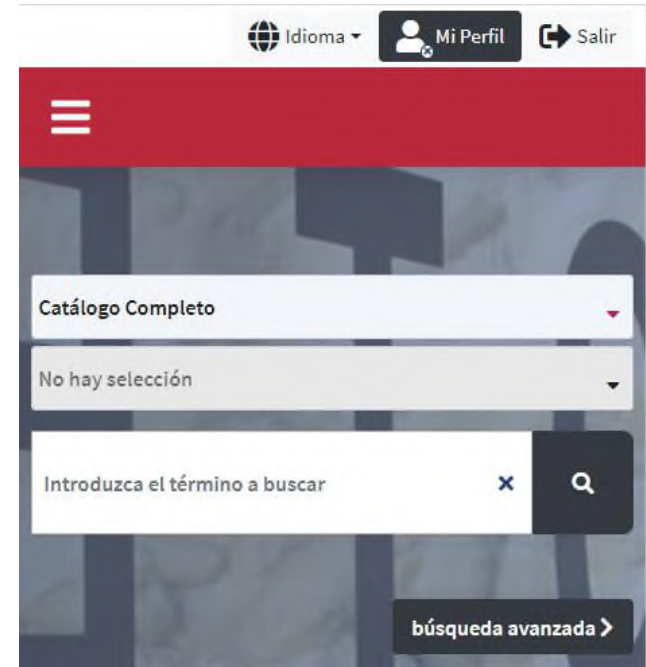 Idioma Mi Perfil Salir
Catálogo Completo
No hay selección
Introduzca el término a buscar
búsqueda avanzada